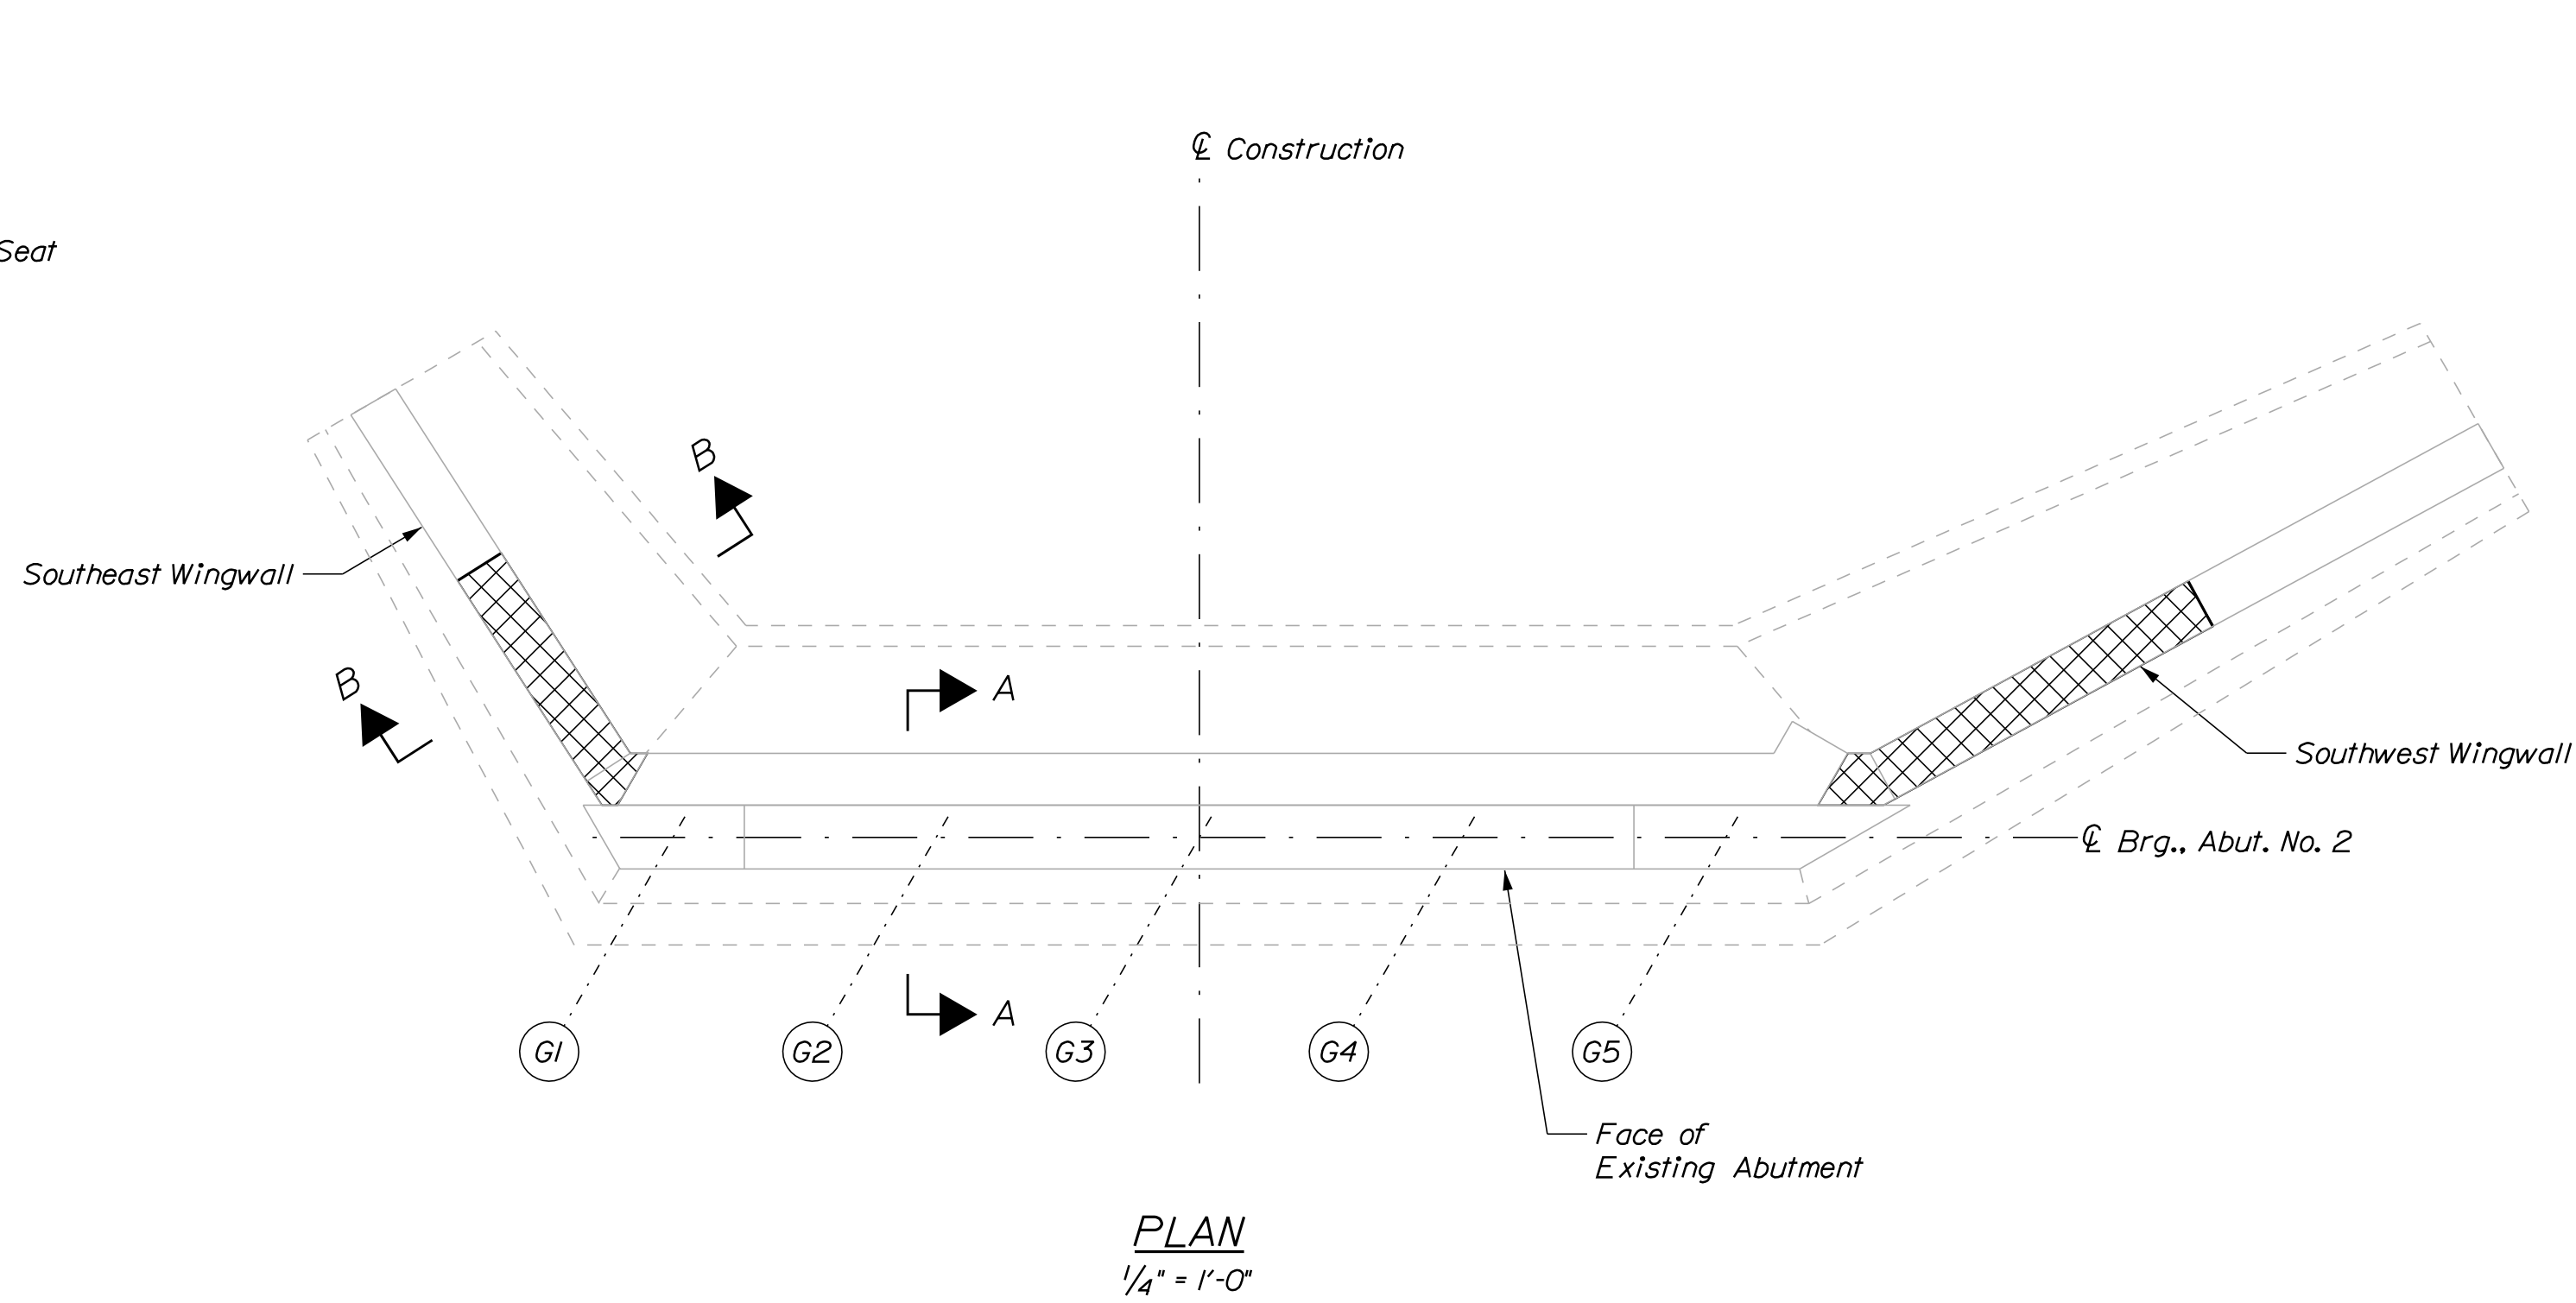 ℄ Construction
Seat
B
Southeast Wingwall
B
A
Southwest Wingwall
℄ Brg., Abut. No. 2
A
G1 G2 G3 G4 G5
Face of
Existing Abutment
PLAN
1/4" = 1'-0"